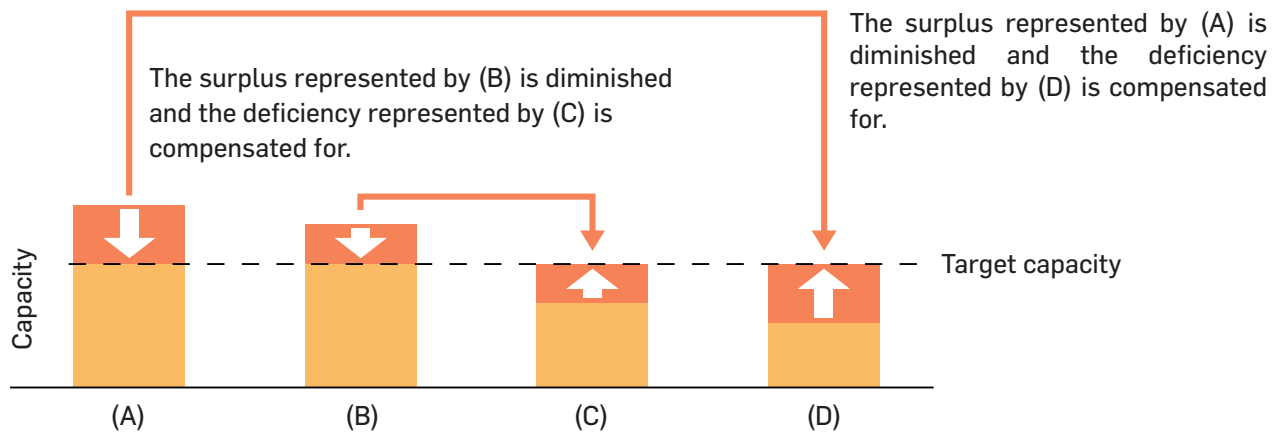 The surplus represented by (A) is
diminished and the deficiency
represented by (D) is compensated
for.
The surplus represented by (B) is diminished
and the deficiency represented by (C) is
compensated for.
Capacity
Target capacity
(A)
(B)
(C)
(D)